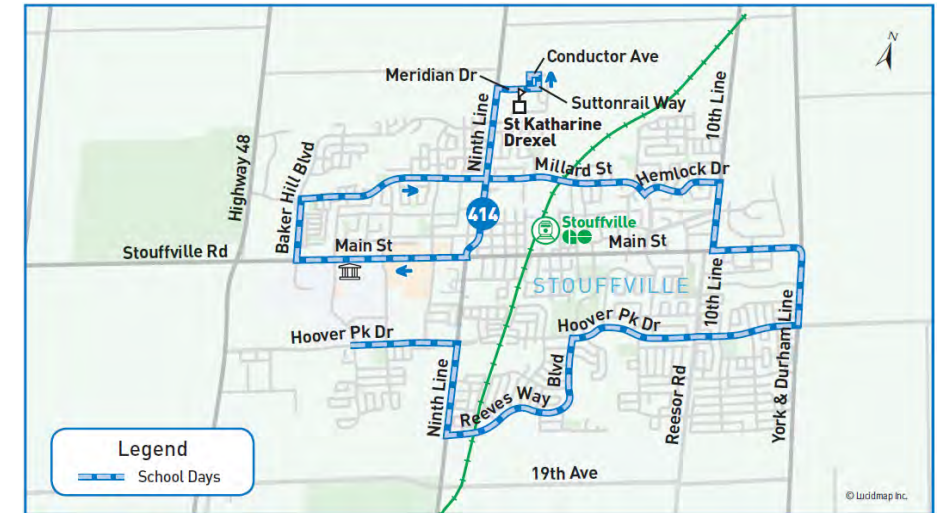 N
Conductor Ave
Meridian Dr
Suttonrail Way
St Katharine
Drexel
Ninth Line
10th Line
Highway 48
Baker Hill Blvd
Millard St
Hemlock Dr
414
Stouffville
GO
Main St
Main St
Stouffville Rd
STOUFFVILLE
10th Line
Hoover Pk Dr
Hoover Pk Dr
Ninth Line
Reeves Way
Blvd
Reesor Rd
York & Durham Line
19th Ave
Legend
School Days
© Lucidmap Inc.